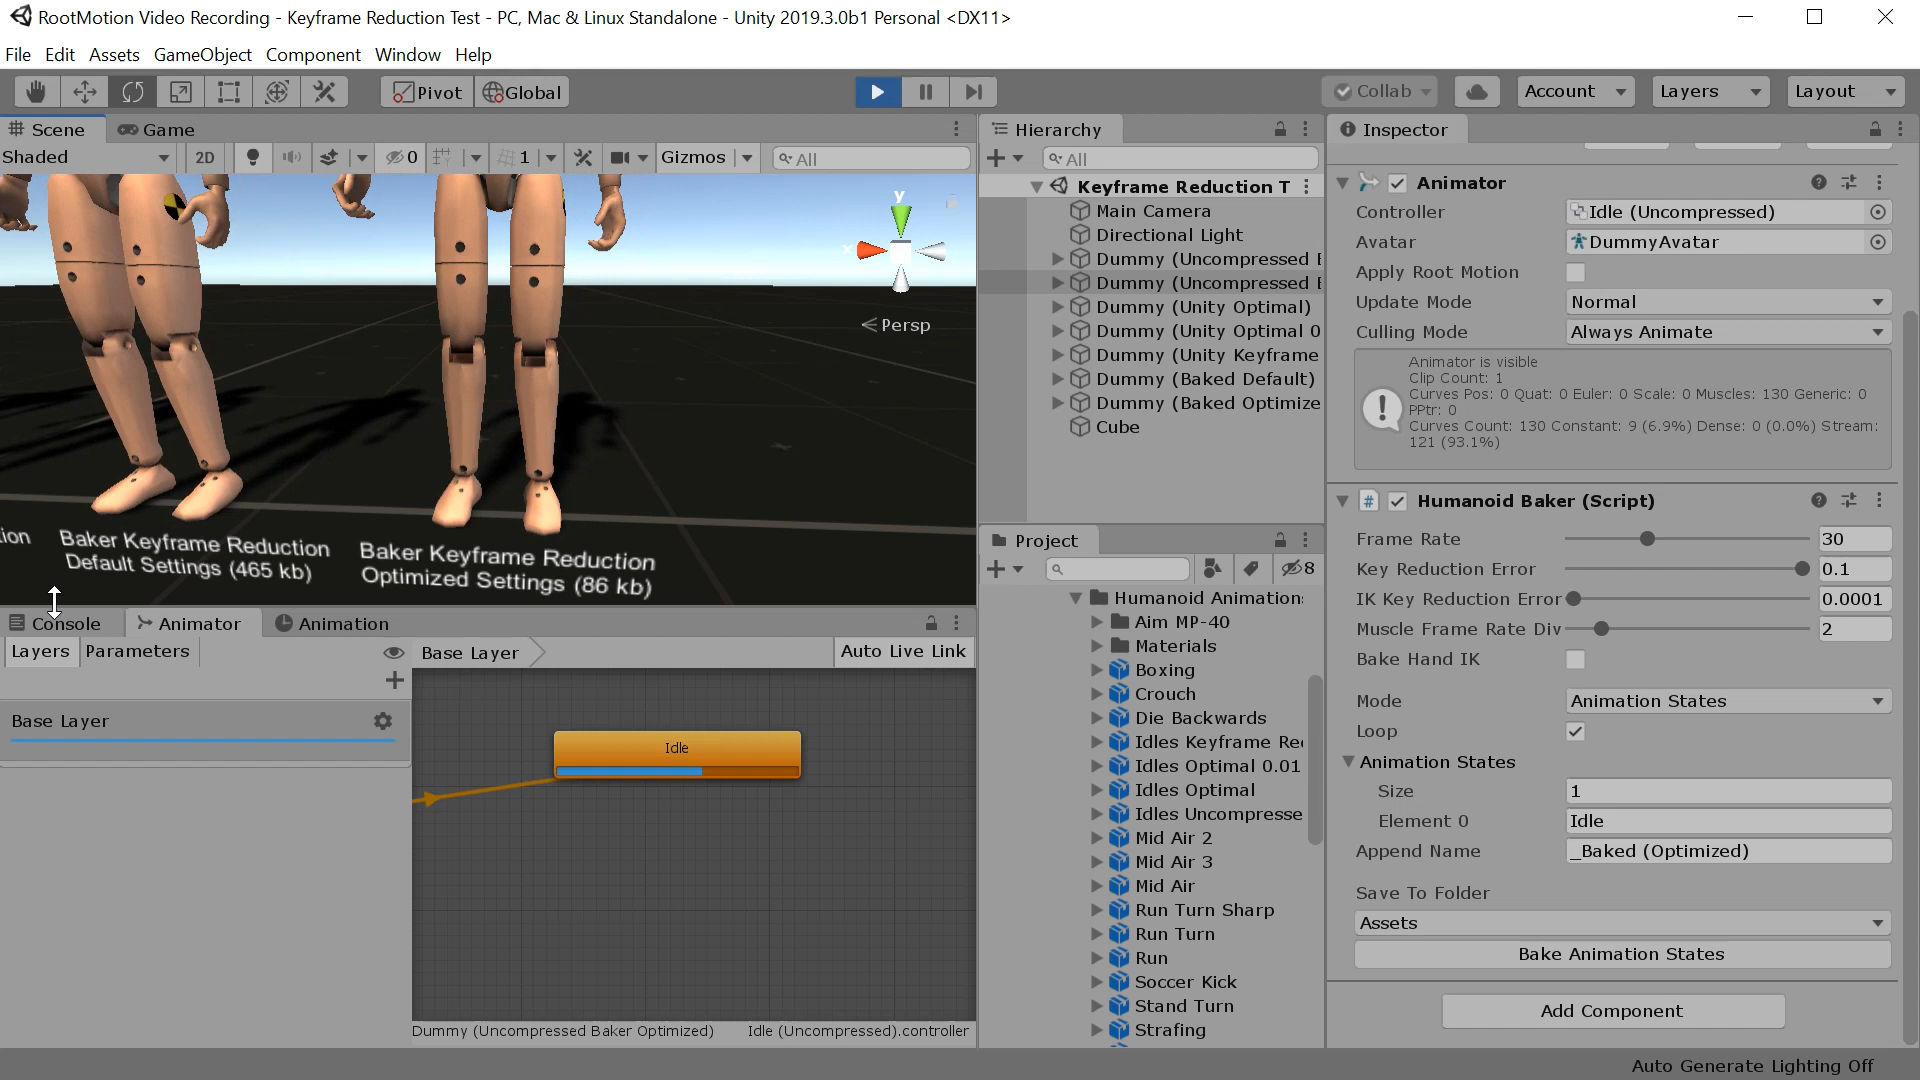 RootMotion Video Recording - Keyframe Reduction Test - PC, Mac & Linux Standalone - Unity 2019.3.0b1 Personal <DX11>
File Edit Assets GameObject Component Window Help
Pivot Global Collab Account Layers Layout
Scene Game
Shaded 2D 0 1 Gizmos All
y
x
Persp
tion
Baker Keyframe Reduction
Default Settings (465 kb)
Baker Keyframe Reduction
Optimized Settings (86 kb)
Console Animator Animation
Layers Parameters
Base Layer
Auto Live Link
Base Layer
Idle
Dummy (Uncompressed Baker Optimized) Idle (Uncompressed).controller
Hierarchy
All
Keyframe Reduction T
Main Camera
Directional Light
Dummy (Uncompressed B
Dummy (Uncompressed B
Dummy (Unity Optimal)
Dummy (Unity Optimal 0
Dummy (Unity Keyframe
Dummy (Baked Default)
Dummy (Baked Optimize
Cube
Project
8
Humanoid Animation
Aim MP-40
Materials
Boxing
Crouch
Die Backwards
Idles Keyframe Re
Idles Optimal 0.01
Idles Optimal
Idles Uncompresse
Mid Air 2
Mid Air 3
Mid Air
Run Turn Sharp
Run Turn
Run
Soccer Kick
Stand Turn
Strafing
Inspector
Animator
Controller Idle (Uncompressed)
Avatar DummyAvatar
Apply Root Motion
Update Mode Normal
Culling Mode Always Animate
Animator is visible
Clip Count: 1
Curves Pos: 0 Quat: 0 Euler: 0 Scale: 0 Muscles: 130 Generic: 0
PPtr: 0
Curves Count: 130 Constant: 9 (6.9%) Dense: 0 (0.0%) Stream:
121 (93.1%)
# Humanoid Baker (Script)
Frame Rate 30
Key Reduction Error 0.1
IK Key Reduction Error 0.0001
Muscle Frame Rate Div 2
Bake Hand IK
Mode Animation States
Loop
Animation States
Size 1
Element 0 Idle
Append Name _Baked (Optimized)
Save To Folder
Assets
Bake Animation States
Add Component
Auto Generate Lighting Off